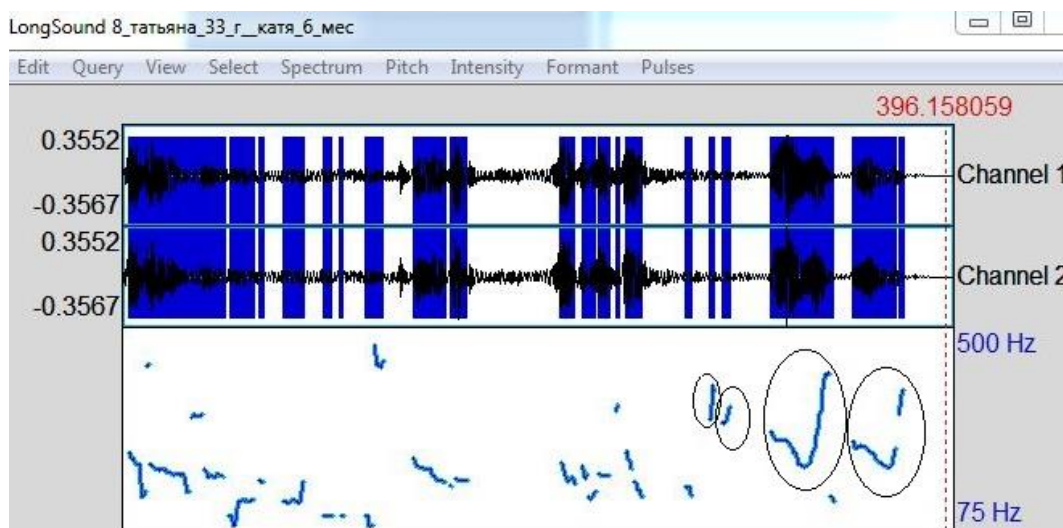 LongSound 8_татьяна_33_г__катя_6_мес
Edit Query View Select Spectrum Pitch Intensity Formant Pulses
396.158059
0.3552
-0.3567
Channel 1
0.3552
-0.3567
Channel 2
500 Hz
75 Hz